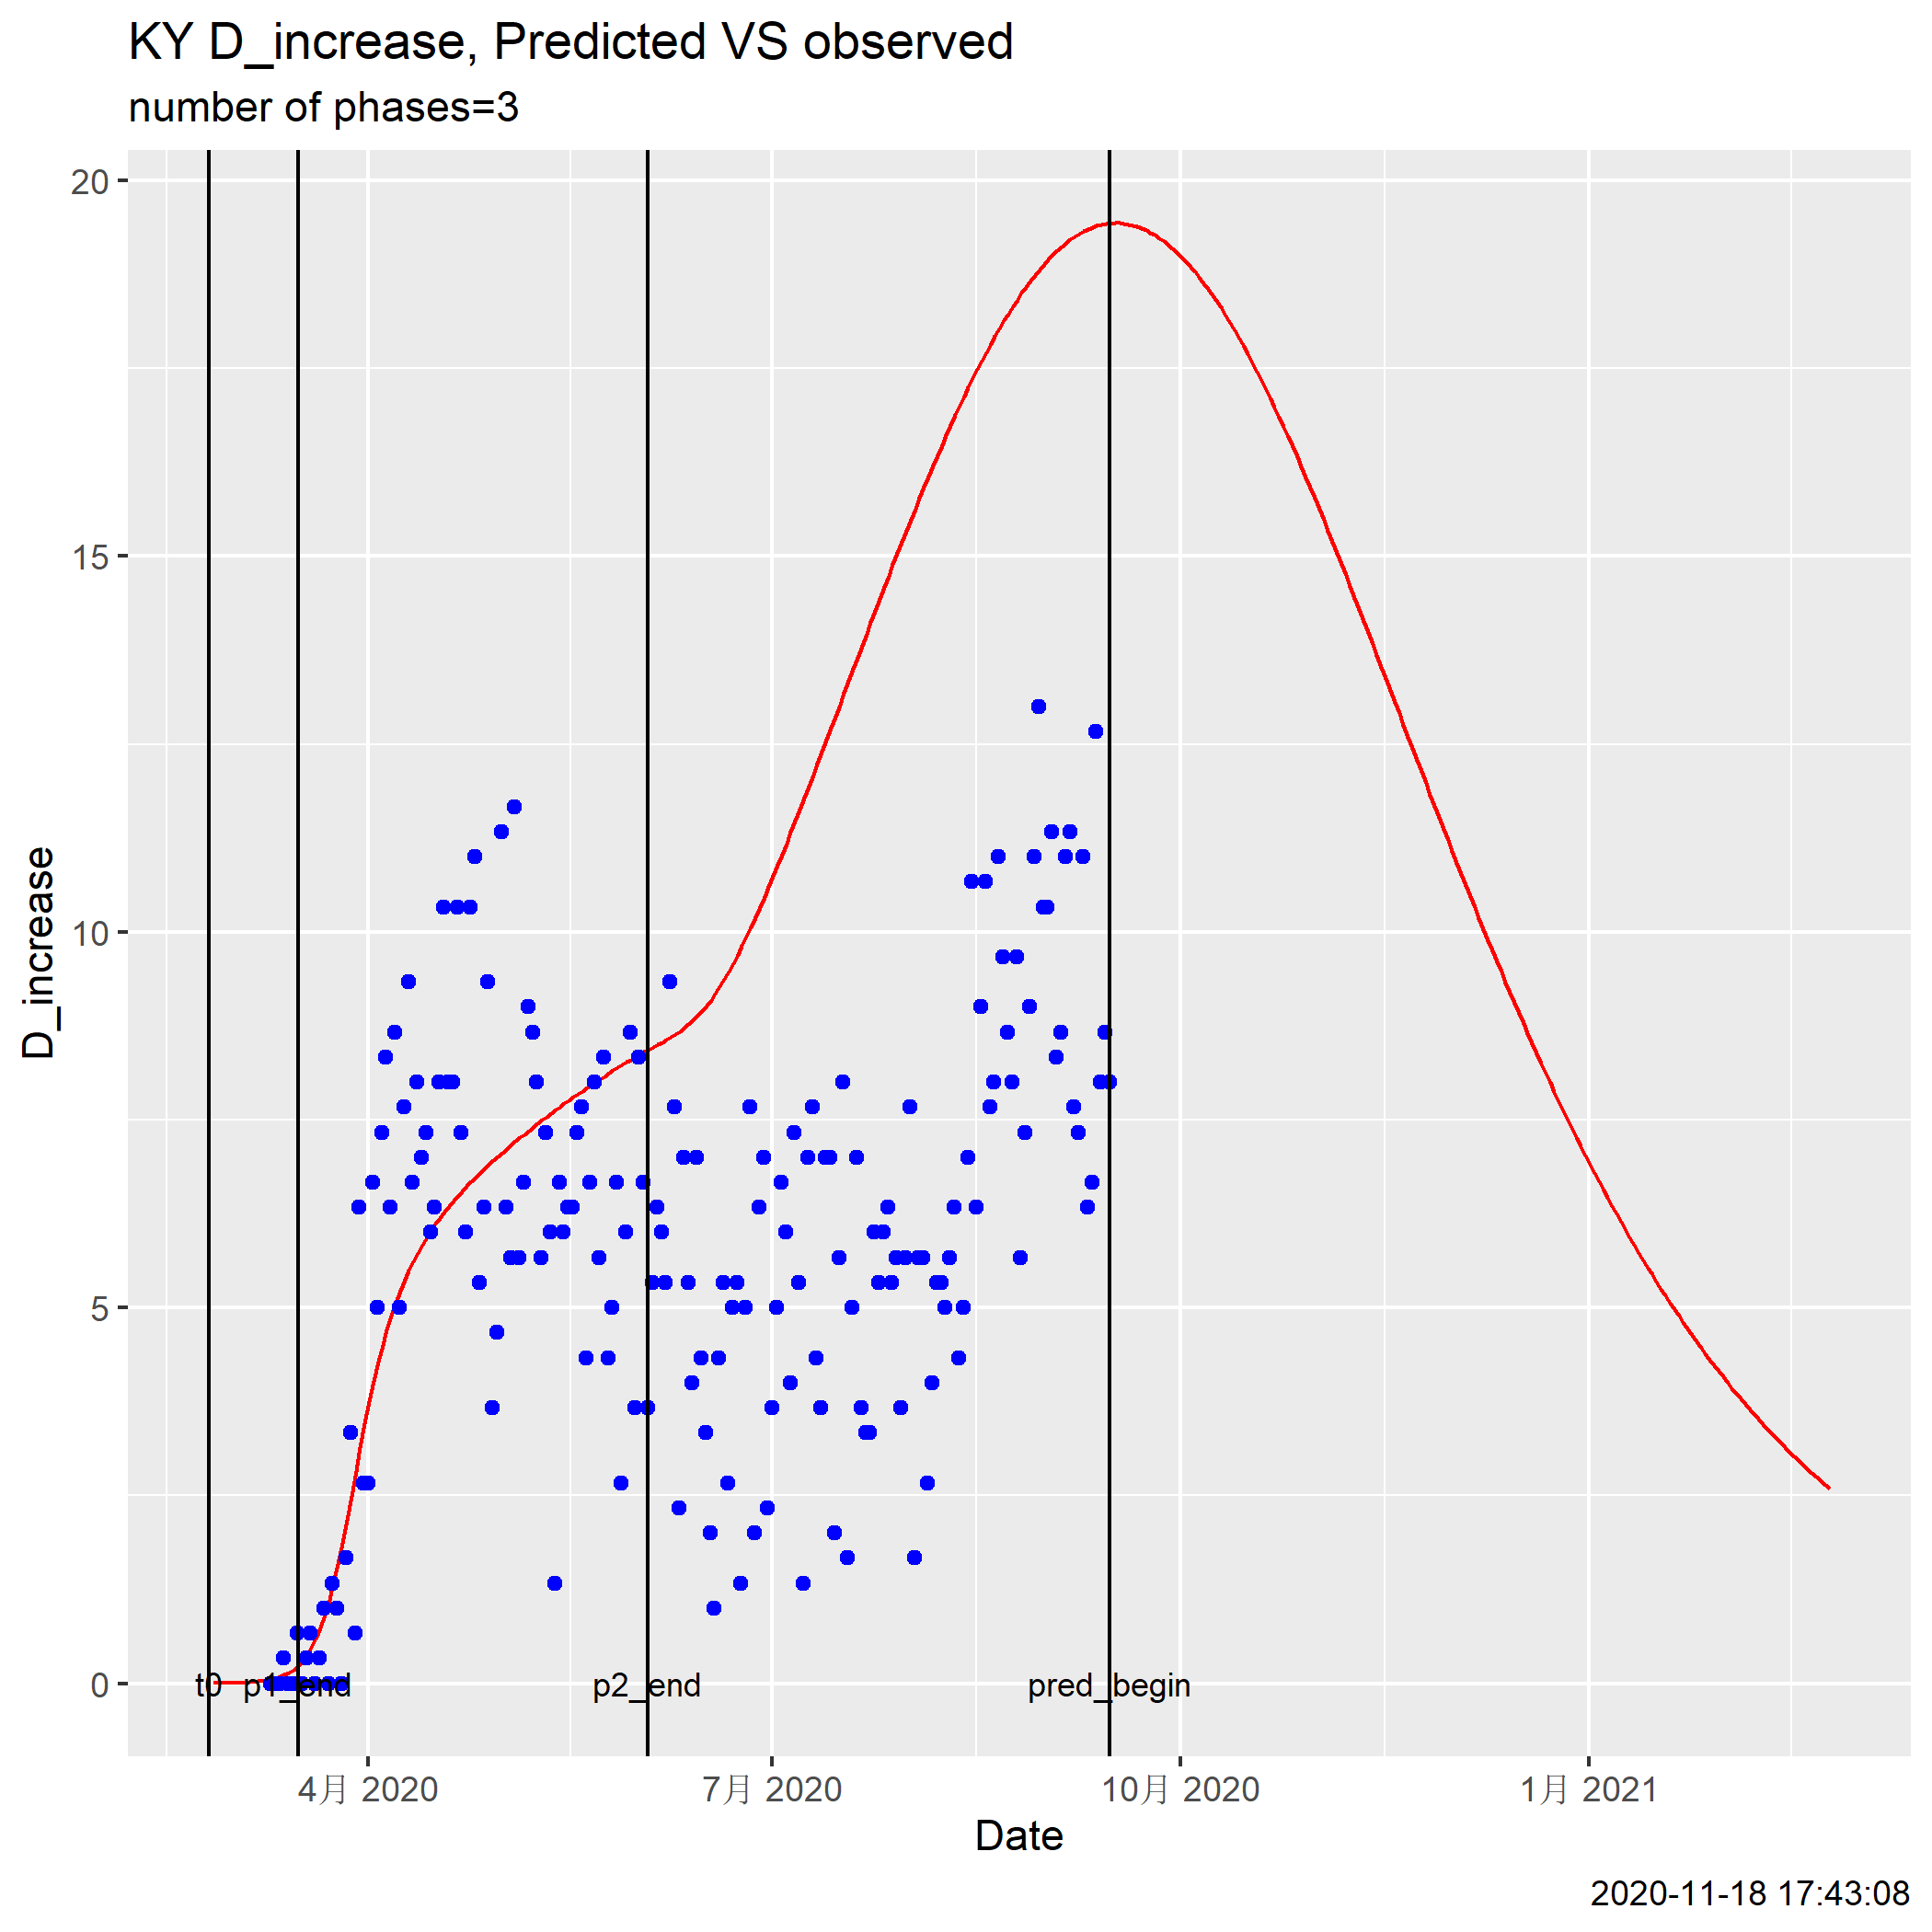 KY D_increase, Predicted VS observed
number of phases=3
20
15
10
5
0
D_increase
t0
p1_end
p2_end
pred_begin
4月 2020
7月 2020
10月 2020
1月 2021
Date
2020-11-18 17:43:08